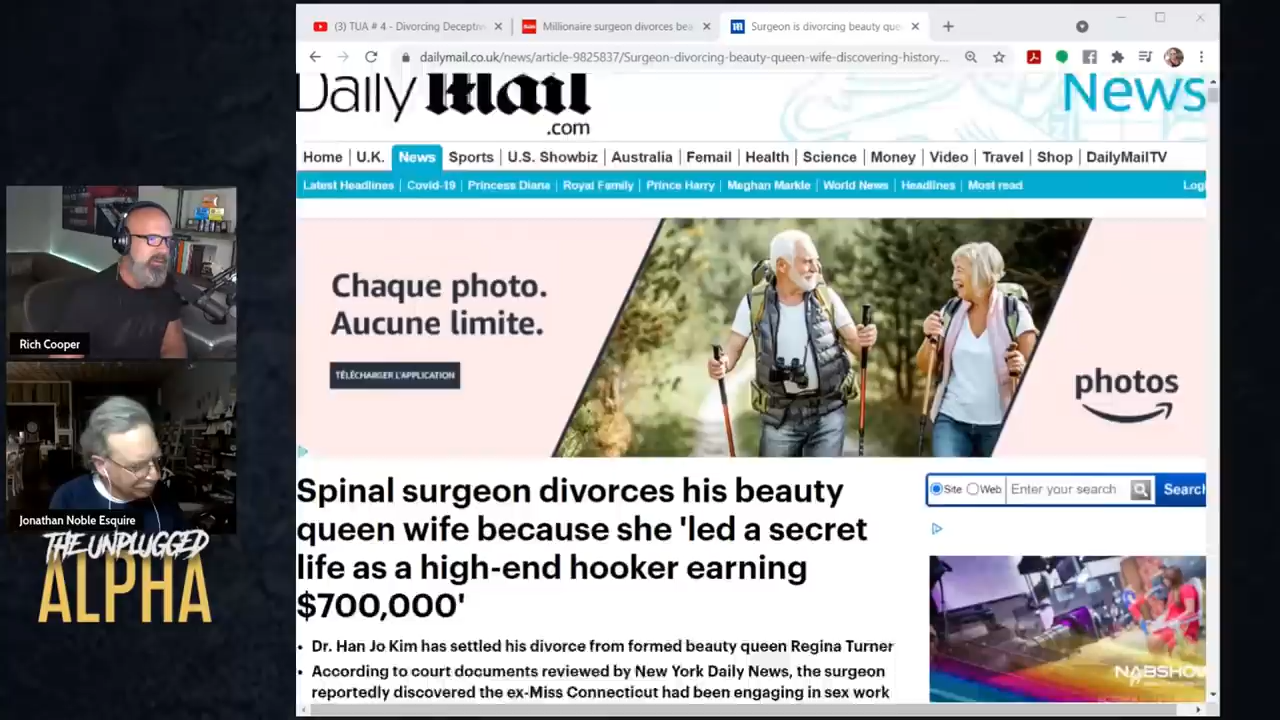 (3) TUA # 4 - Divorcing Deceptiv
Millionaire surgeon divorces bea
Surgeon is divorcing beauty que
dailymail.co.uk/news/article-9825837/Surgeon-divorcing-beauty-queen-wife-discovering-history...
Daily Mail
.com
News
Home
U.K.
News
Sports
U.S. Showbiz
Australia
Femail
Health
Science
Money
Video
Travel
Shop
DailyMailTV
Latest Headlines
Covid-19
Princess Diana
Royal Family
Prince Harry
Meghan Markle
World News
Headlines
Most read
Logi
Chaque photo.
Aucune limite.
TÉLÉCHARGER L'APPLICATION
photos
Rich Cooper
Jonathan Noble Esquire
THE UNPLUGGED
ALPHA
Spinal surgeon divorces his beauty
queen wife because she 'led a secret
life as a high-end hooker earning
$700,000'
Site
Web
Enter your search
Search
• Dr. Han Jo Kim has settled his divorce from formed beauty queen Regina Turner
• According to court documents reviewed by New York Daily News, the surgeon
reportedly discovered the ex-Miss Connecticut had been engaging in sex work
NABSHOW